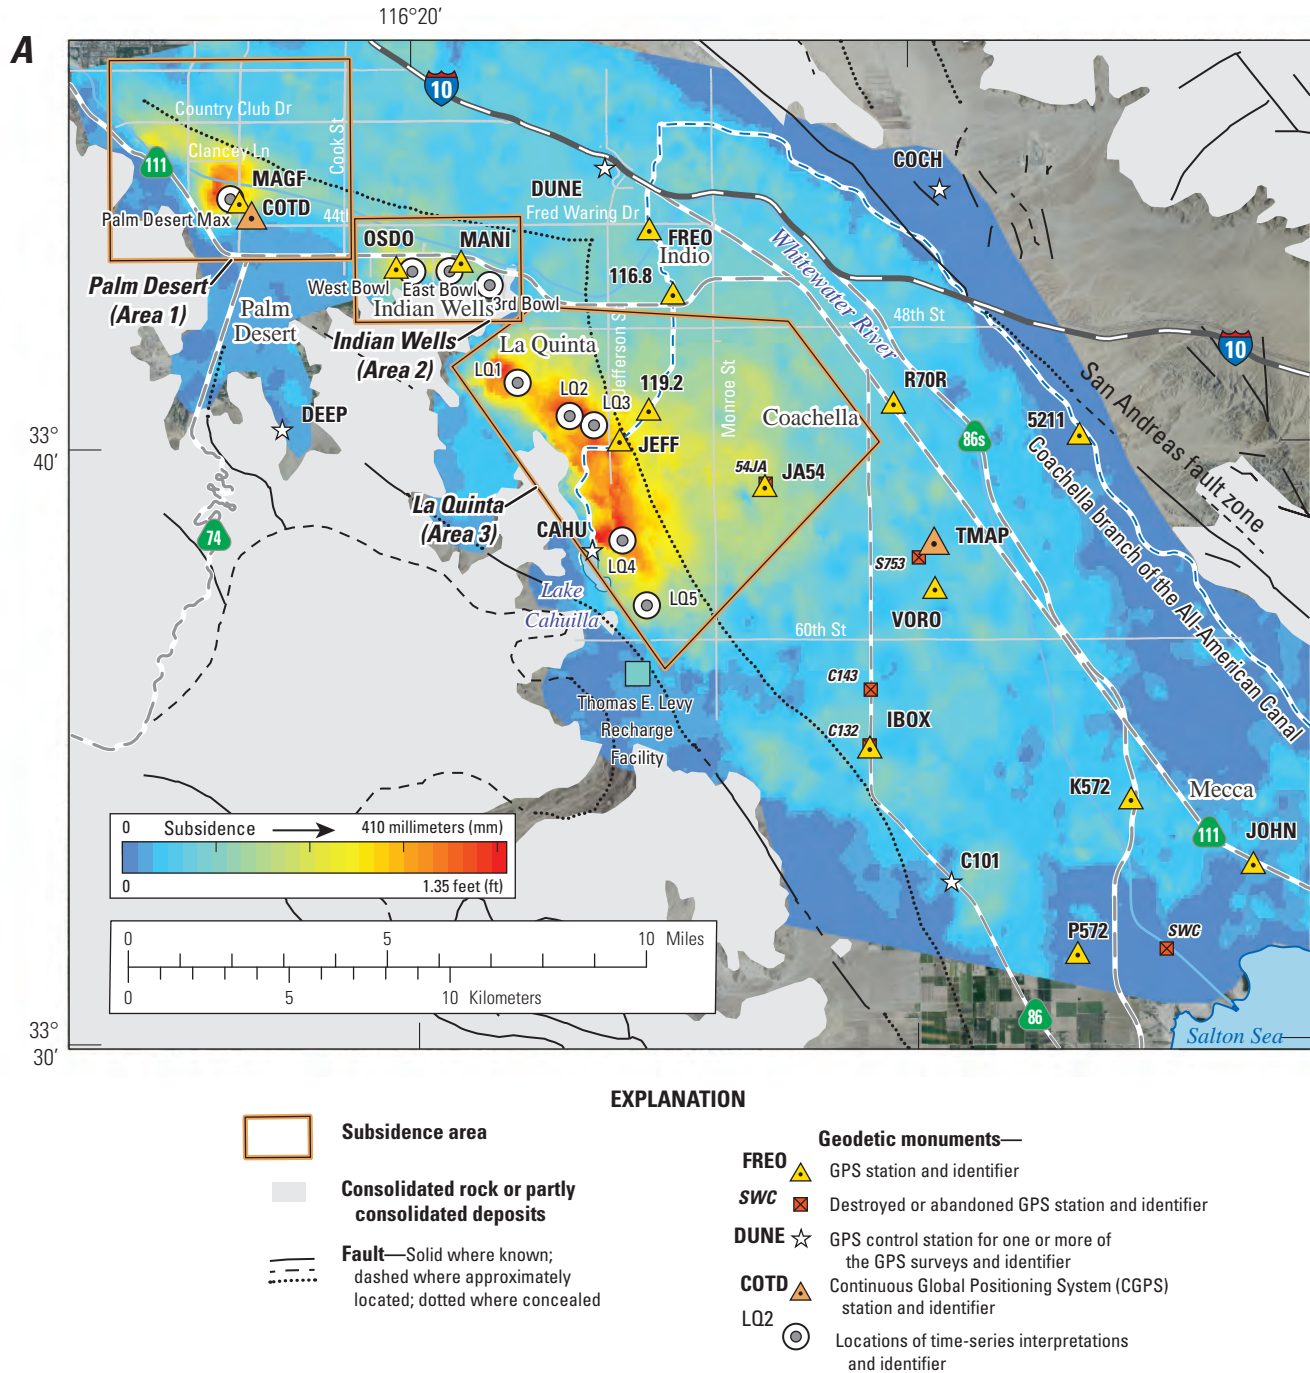 A
116°20′
10
Country Club Dr
Cook St
Clancey Ln
111
MAGF
COTD
Palm Desert Max
44th
COCH
DUNE
Fred Waring Dr
FREO
Indio
OSDO
MANI
116.8
Whitewater River
West Bowl
East Bowl
3rd Bowl
Indian Wells
Palm Desert
(Area 1)
Palm
Desert
Indian Wells
(Area 2)
La Quinta
48th St
10
Jefferson St
Monroe St
LQ1
LQ2
LQ3
119.2
R70R
San Andreas fault zone
DEEP
Coachella
86s
5211
33°
40′
JEFF
54JA
JA54
Coachella branch of the All-American Canal
La Quinta
(Area 3)
74
CAHU
TMAP
S753
LQ4
Lake
Cahuilla
LQ5
VORO
60th St
C143
Thomas E. Levy
Recharge
Facility
IBOX
C132
K572
Mecca
0 Subsidence 410 millimeters (mm)
0 1.35 feet (ft)
111
JOHN
C101
0 5 10 Miles
0 5 10 Kilometers
P572
SWC
86
Salton Sea
33°
30′
EXPLANATION
Subsidence area
Consolidated rock or partly
consolidated deposits
Fault—Solid where known;
dashed where approximately
located; dotted where concealed
Geodetic monuments—
FREO GPS station and identifier
SWC Destroyed or abandoned GPS station and identifier
DUNE GPS control station for one or more of
the GPS surveys and identifier
COTD Continuous Global Positioning System (CGPS)
station and identifier
LQ2 Locations of time-series interpretations
and identifier